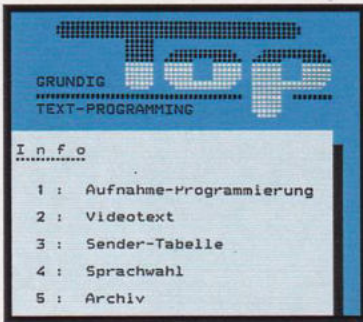 Top
GRUNDIG
TEXT-PROGRAMMING
Info
1 : Aufnahme-Programmierung
2 : Videotext
3 : Sender-Tabelle
4 : Sprachwahl
5 : Archiv